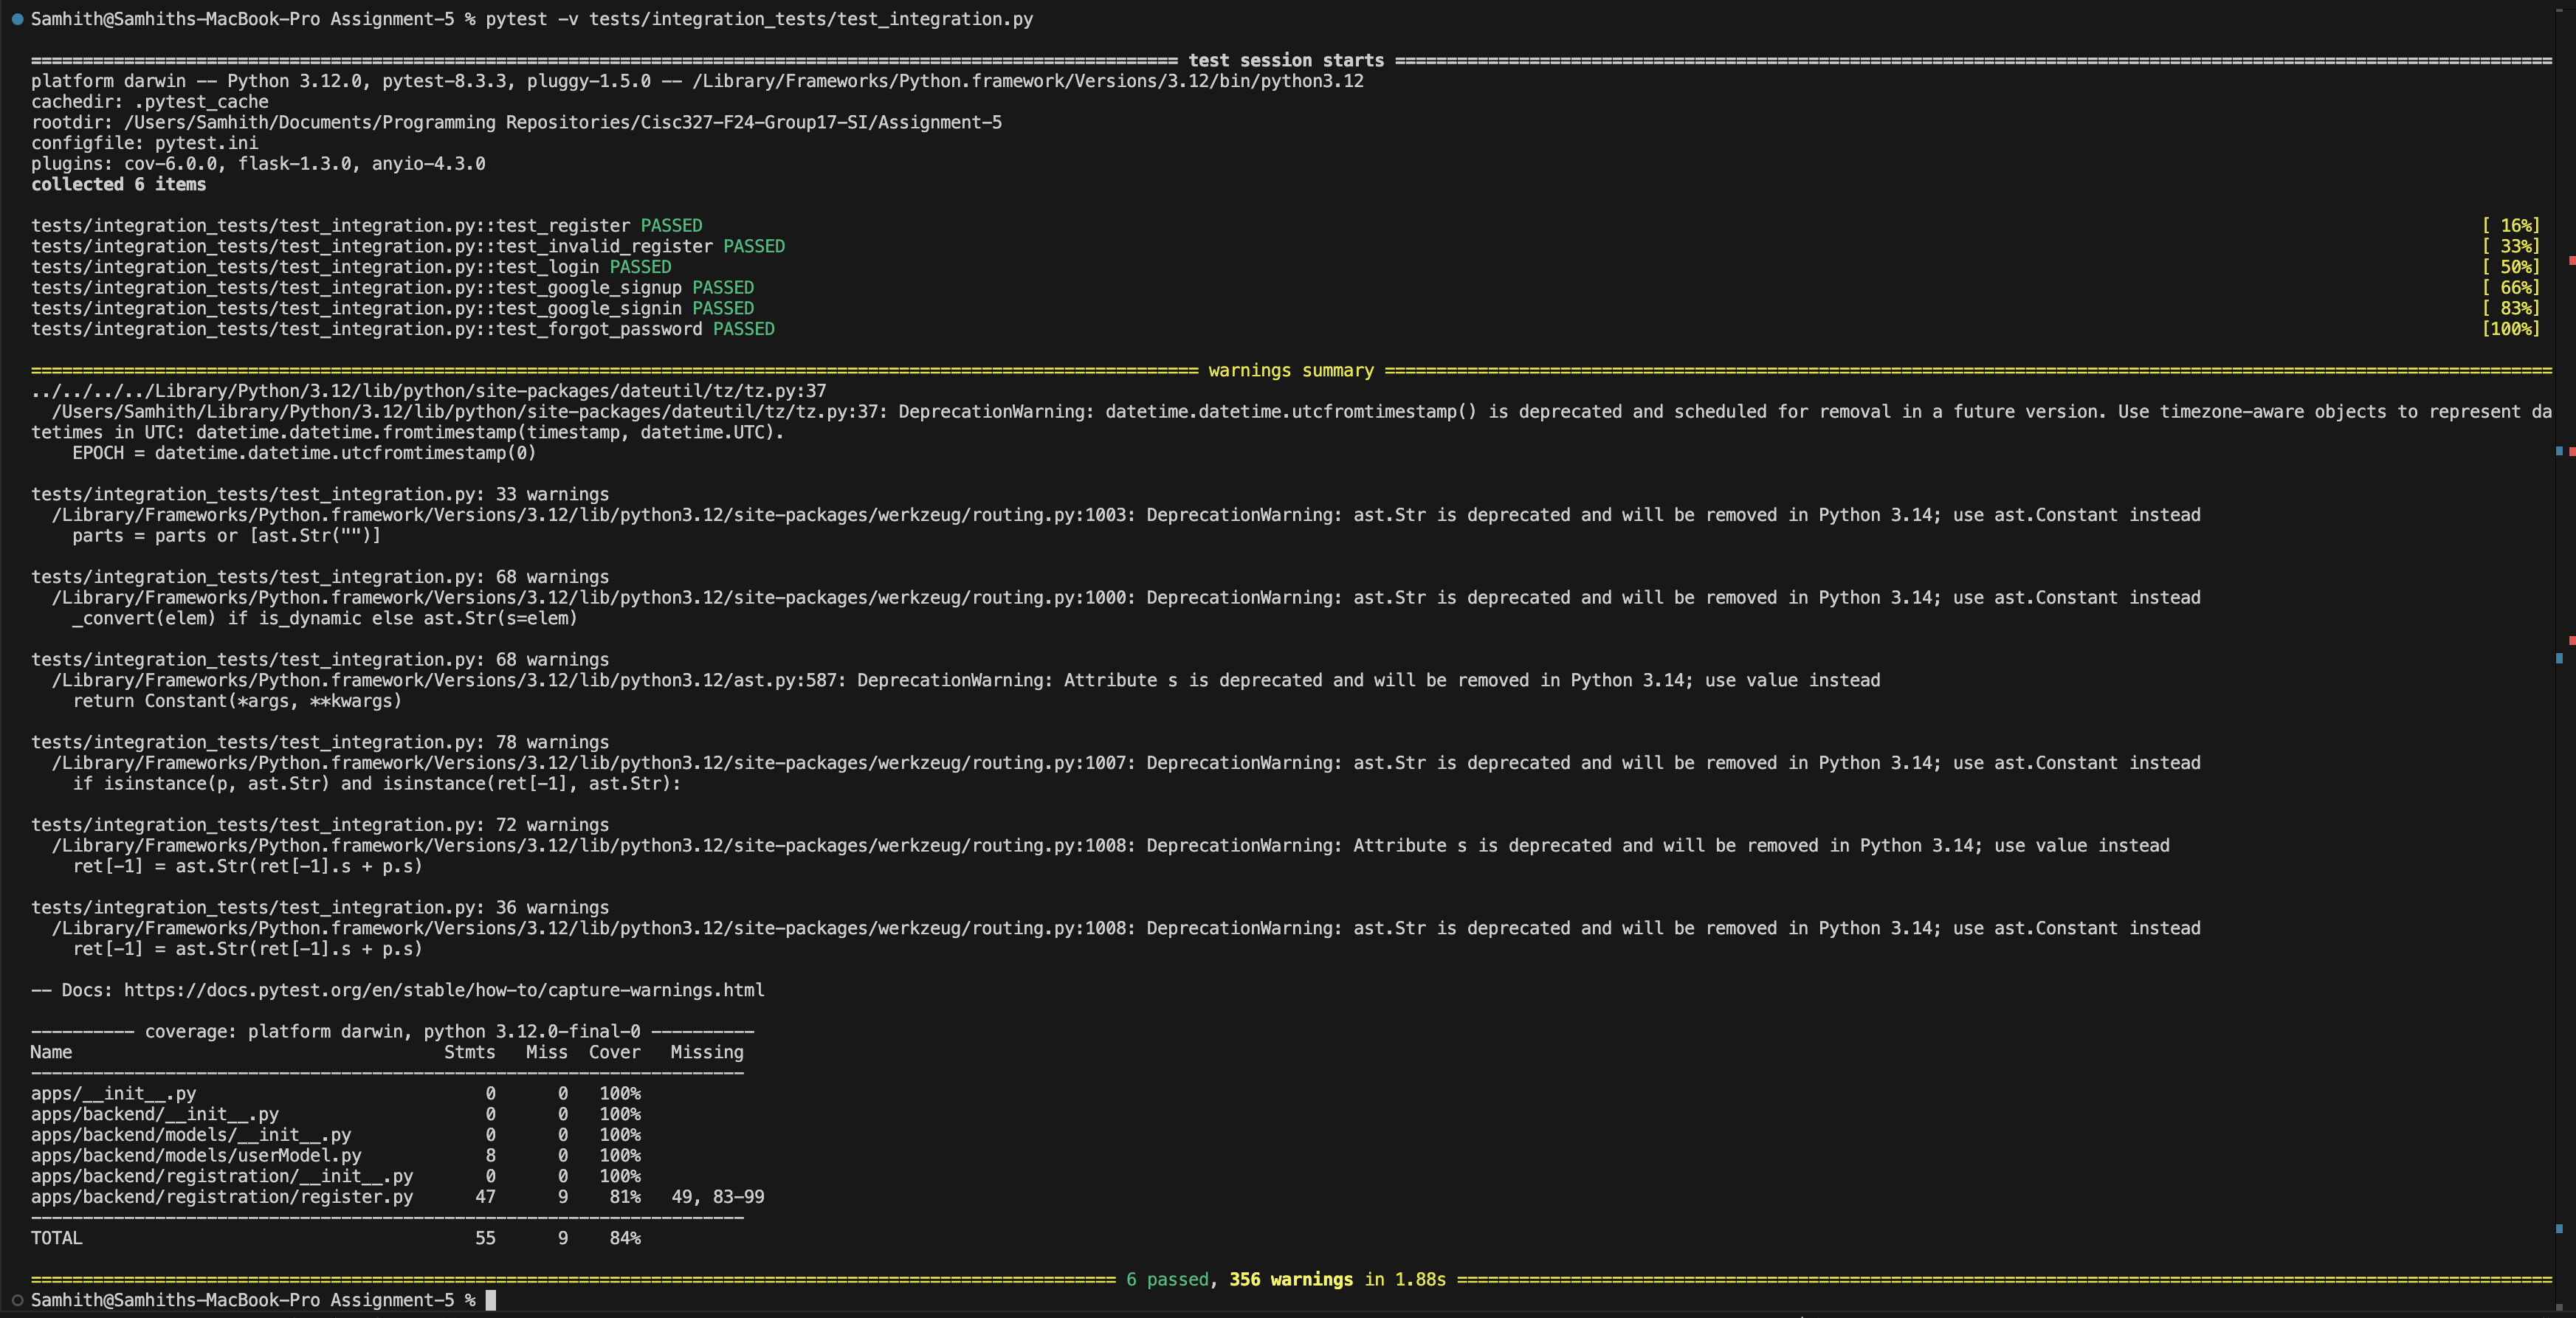 Samhith@Samhiths-MacBook-Pro Assignment-5 % pytest -v tests/integration_tests/test_integration.py
============ test session starts ============
platform darwin -- Python 3.12.0, pytest-8.3.3, pluggy-1.5.0 -- /Library/Frameworks/Python.framework/Versions/3.12/bin/python3.12
cachedir: .pytest_cache
rootdir: /Users/Samhith/Documents/Programming Repositories/Cisc327-F24-Group17-SI/Assignment-5
configfile: pytest.ini
plugins: cov-6.0.0, flask-1.3.0, anyio-4.3.0
collected 6 items
tests/integration_tests/test_integration.py::test_register PASSED [ 16%]
tests/integration_tests/test_integration.py::test_invalid_register PASSED [ 33%]
tests/integration_tests/test_integration.py::test_login PASSED [ 50%]
tests/integration_tests/test_integration.py::test_google_signup PASSED [ 66%]
tests/integration_tests/test_integration.py::test_google_signin PASSED [ 83%]
tests/integration_tests/test_integration.py::test_forgot_password PASSED [100%]
============ warnings summary ============
../../../../Library/Python/3.12/lib/python/site-packages/dateutil/tz/tz.py:37
/Users/Samhith/Library/Python/3.12/lib/python/site-packages/dateutil/tz/tz.py:37: DeprecationWarning: datetime.datetime.utcfromtimestamp() is deprecated and scheduled for removal in a future version. Use timezone-aware objects to represent da
tetimes in UTC: datetime.datetime.fromtimestamp(timestamp, datetime.UTC).
EPOCH = datetime.datetime.utcfromtimestamp(0)
tests/integration_tests/test_integration.py: 33 warnings
/Library/Frameworks/Python.framework/Versions/3.12/lib/python3.12/site-packages/werkzeug/routing.py:1003: DeprecationWarning: ast.Str is deprecated and will be removed in Python 3.14; use ast.Constant instead
parts = parts or [ast.Str("")]
tests/integration_tests/test_integration.py: 68 warnings
/Library/Frameworks/Python.framework/Versions/3.12/lib/python3.12/site-packages/werkzeug/routing.py:1000: DeprecationWarning: ast.Str is deprecated and will be removed in Python 3.14; use ast.Constant instead
_convert(elem) if is_dynamic else ast.Str(s=elem)
tests/integration_tests/test_integration.py: 68 warnings
/Library/Frameworks/Python.framework/Versions/3.12/lib/python3.12/ast.py:587: DeprecationWarning: Attribute s is deprecated and will be removed in Python 3.14; use value instead
return Constant(*args, **kwargs)
tests/integration_tests/test_integration.py: 78 warnings
/Library/Frameworks/Python.framework/Versions/3.12/lib/python3.12/site-packages/werkzeug/routing.py:1007: DeprecationWarning: ast.Str is deprecated and will be removed in Python 3.14; use ast.Constant instead
if isinstance(p, ast.Str) and isinstance(ret[-1], ast.Str):
tests/integration_tests/test_integration.py: 72 warnings
/Library/Frameworks/Python.framework/Versions/3.12/lib/python3.12/site-packages/werkzeug/routing.py:1008: DeprecationWarning: Attribute s is deprecated and will be removed in Python 3.14; use value instead
ret[-1] = ast.Str(ret[-1].s + p.s)
tests/integration_tests/test_integration.py: 36 warnings
/Library/Frameworks/Python.framework/Versions/3.12/lib/python3.12/site-packages/werkzeug/routing.py:1008: DeprecationWarning: ast.Str is deprecated and will be removed in Python 3.14; use ast.Constant instead
ret[-1] = ast.Str(ret[-1].s + p.s)
-- Docs: https://docs.pytest.org/en/stable/how-to/capture-warnings.html
---------- coverage: platform darwin, python 3.12.0-final-0 ----------
Name Stmts Miss Cover Missing
apps/__init__.py 0 0 100%
apps/backend/__init__.py 0 0 100%
apps/backend/models/__init__.py 0 0 100%
apps/backend/models/userModel.py 8 0 100%
apps/backend/registration/__init__.py 0 0 100%
apps/backend/registration/register.py 47 9 81% 49, 83-99
TOTAL 55 9 84%
============ 6 passed, 356 warnings in 1.88s ============
Samhith@Samhiths-MacBook-Pro Assignment-5 %